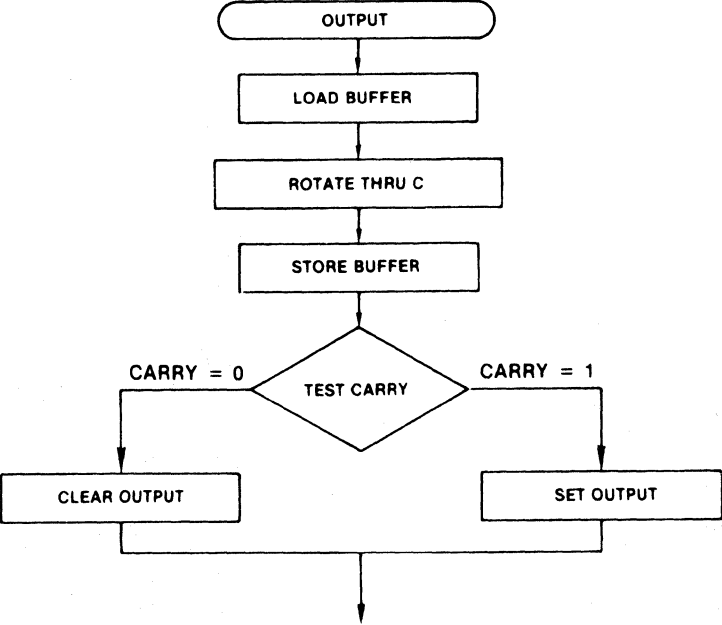 OUTPUT
LOAD BUFFER
ROTATE THRU C
STORE BUFFER
CARRY = 0
TEST CARRY
CARRY = 1
CLEAR OUTPUT
SET OUTPUT